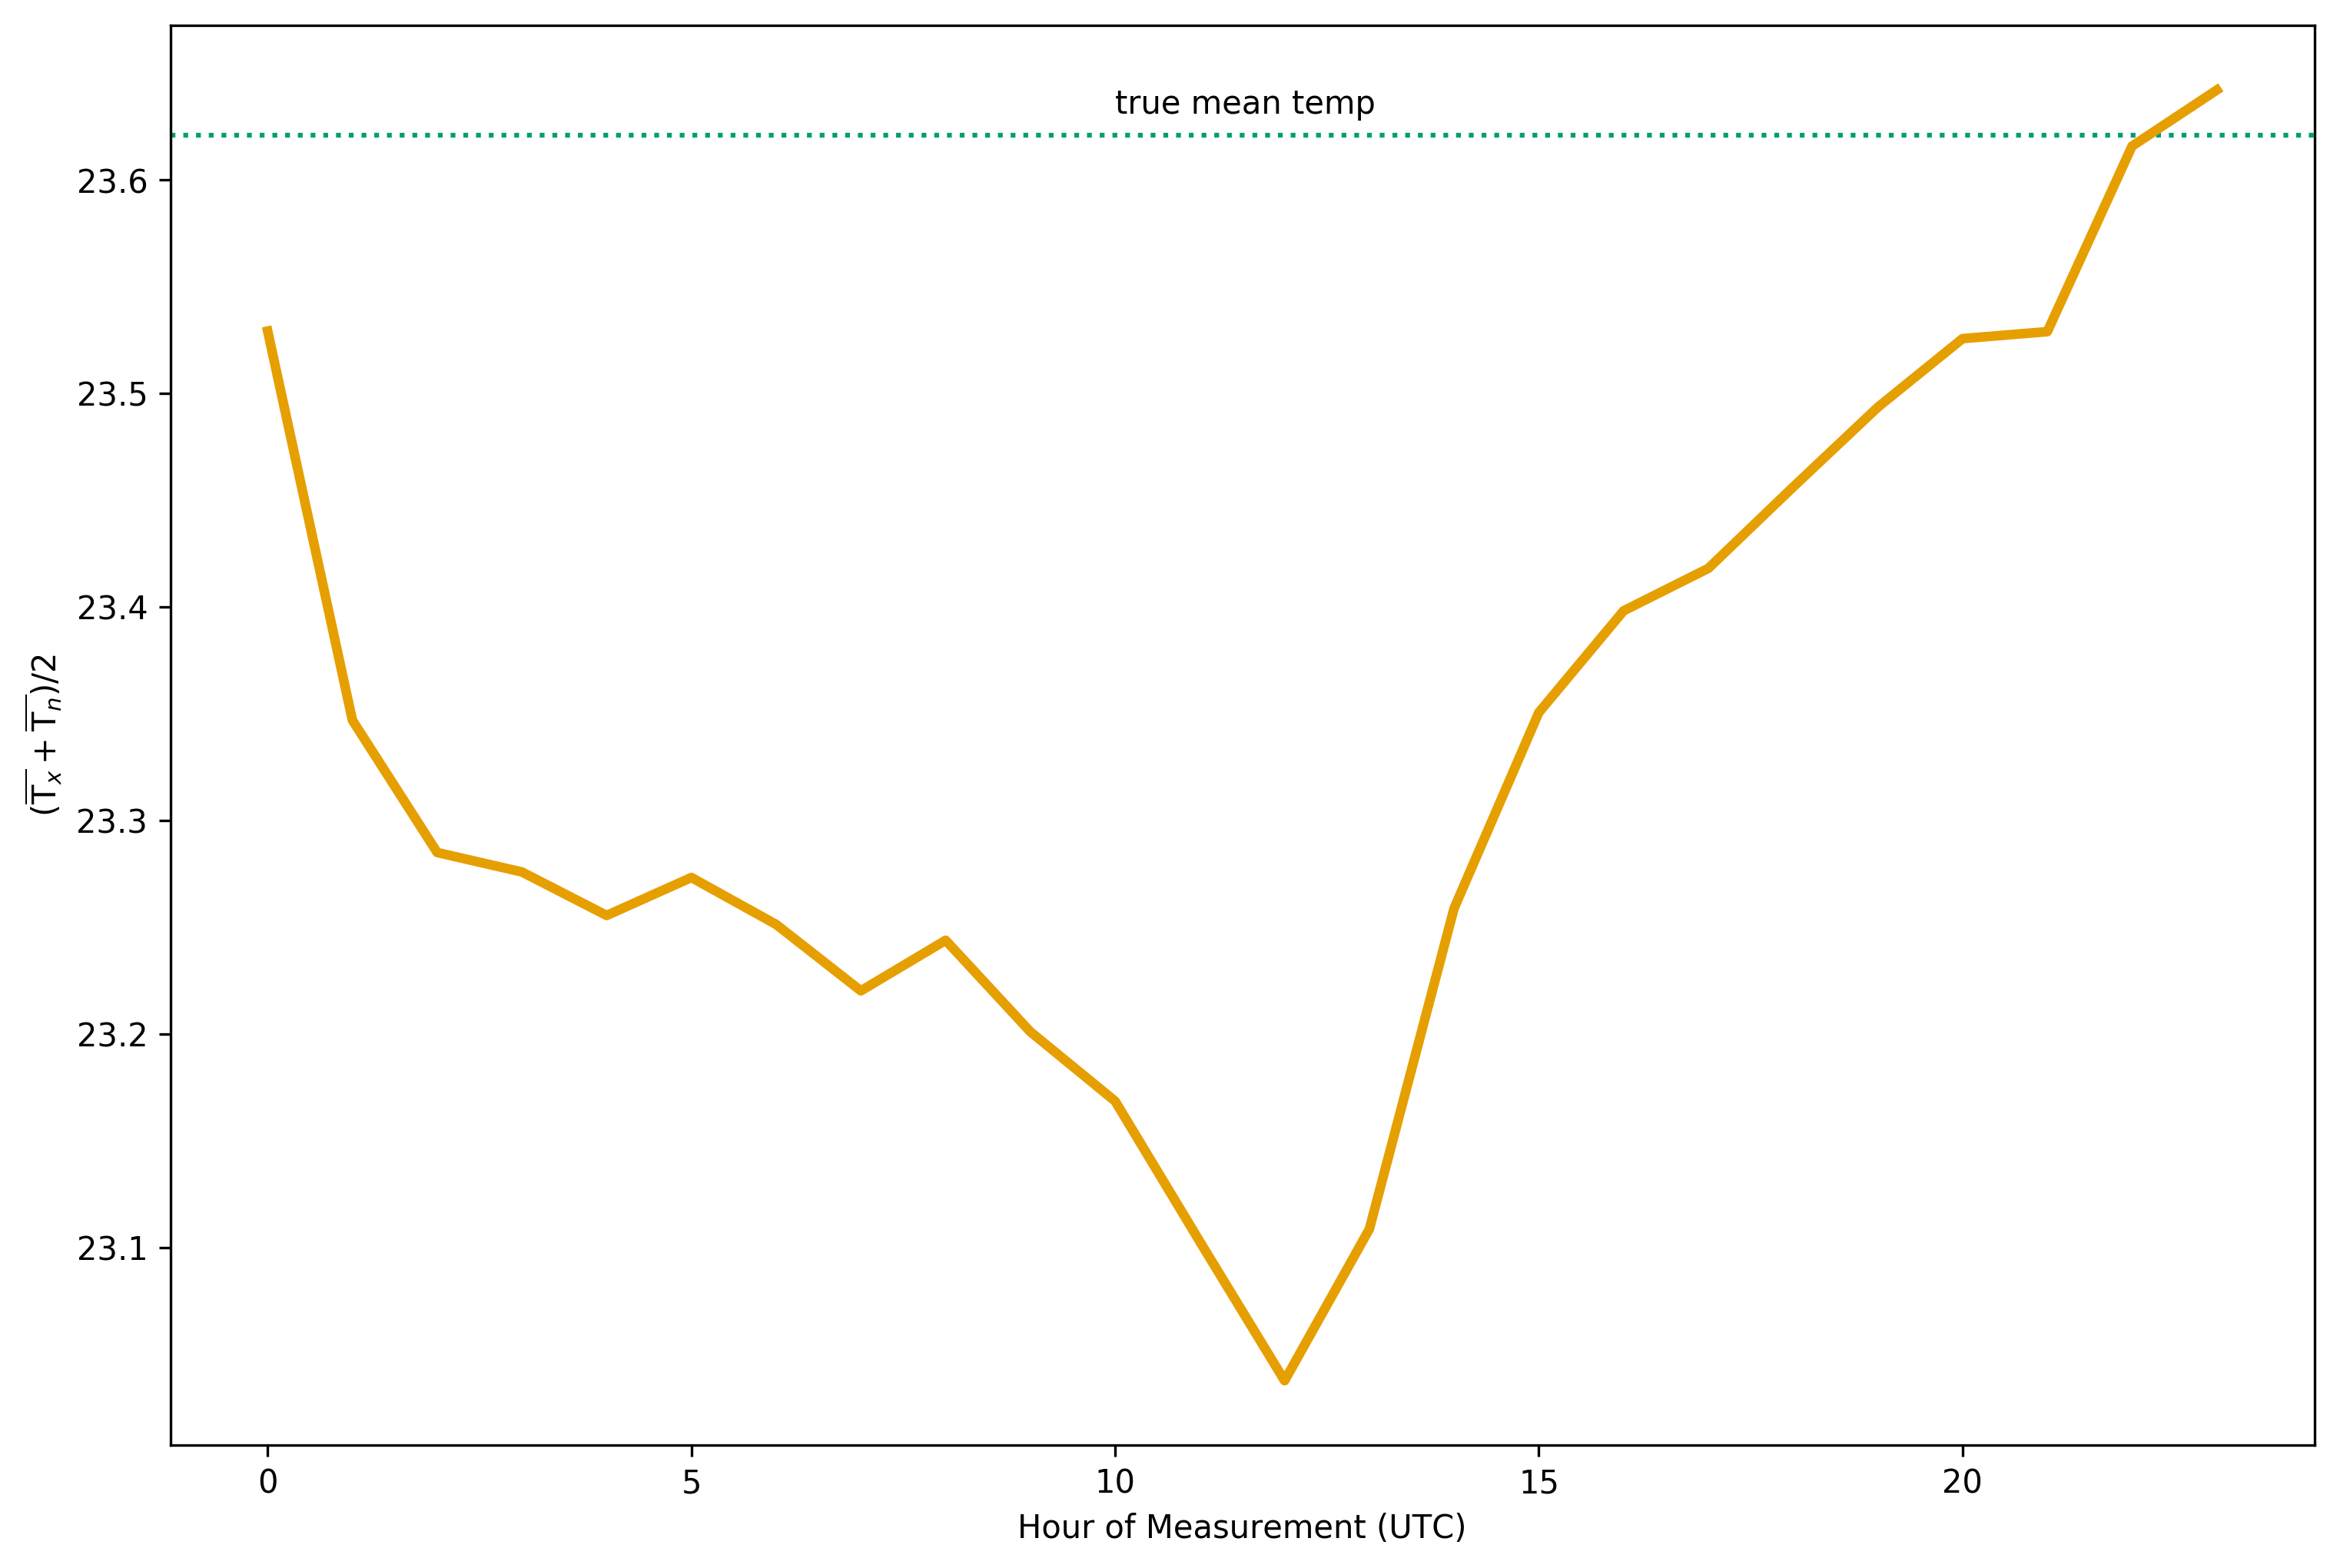 true mean temp
23.6
23.5
23.4
23.3
23.2
23.1
(T̅ₓ + T̅ₙ)/2
0 5 10 15 20
Hour of Measurement (UTC)